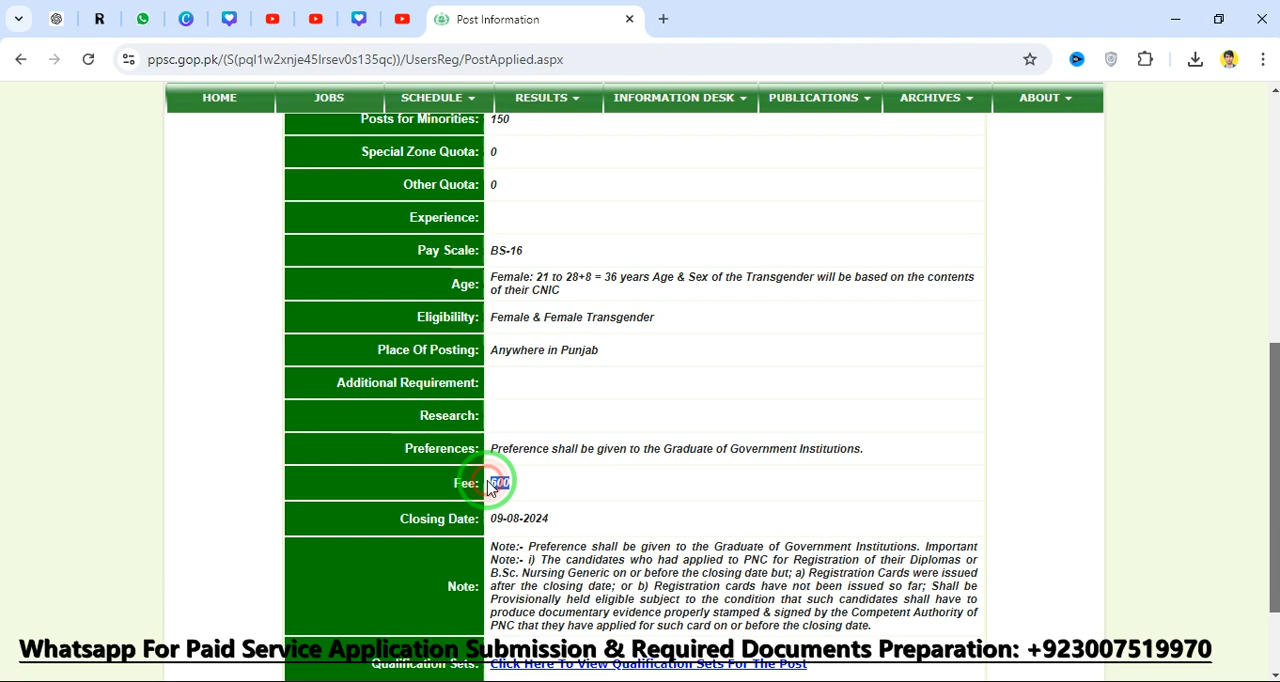 Post Information
ppsc.gop.pk/(S(pql1w2xnje45lrsev0s135qc))/UsersReg/PostApplied.aspx
HOME JOBS SCHEDULE RESULTS INFORMATION DESK PUBLICATIONS ARCHIVES ABOUT
Posts for Minorities: 150
Special Zone Quota: 0
Other Quota: 0
Experience:
Pay Scale: BS-16
Age: Female: 21 to 28+8 = 36 years Age & Sex of the Transgender will be based on the contents
of their CNIC
Eligibililty: Female & Female Transgender
Place Of Posting: Anywhere in Punjab
Additional Requirement:
Research:
Preferences: Preference shall be given to the Graduate of Government Institutions.
Fee: 600
Closing Date: 09-08-2024
Note:- Preference shall be given to the Graduate of Government Institutions. Important
Note:- i) The candidates who had applied to PNC for Registration of their Diplomas or
B.Sc. Nursing Generic on or before the closing date but; a) Registration Cards were issued
Note: after the closing date; or b) Registration cards have not been issued so far; Shall be
Provisionally held eligible subject to the condition that such candidates shall have to
produce documentary evidence properly stamped & signed by the Competent Authority of
PNC that they have applied for such card on or before the closing date.
Whatsapp For Paid Service Application Submission & Required Documents Preparation: +923007519970
Qualification Sets: Click Here To View Qualification Sets For The Post